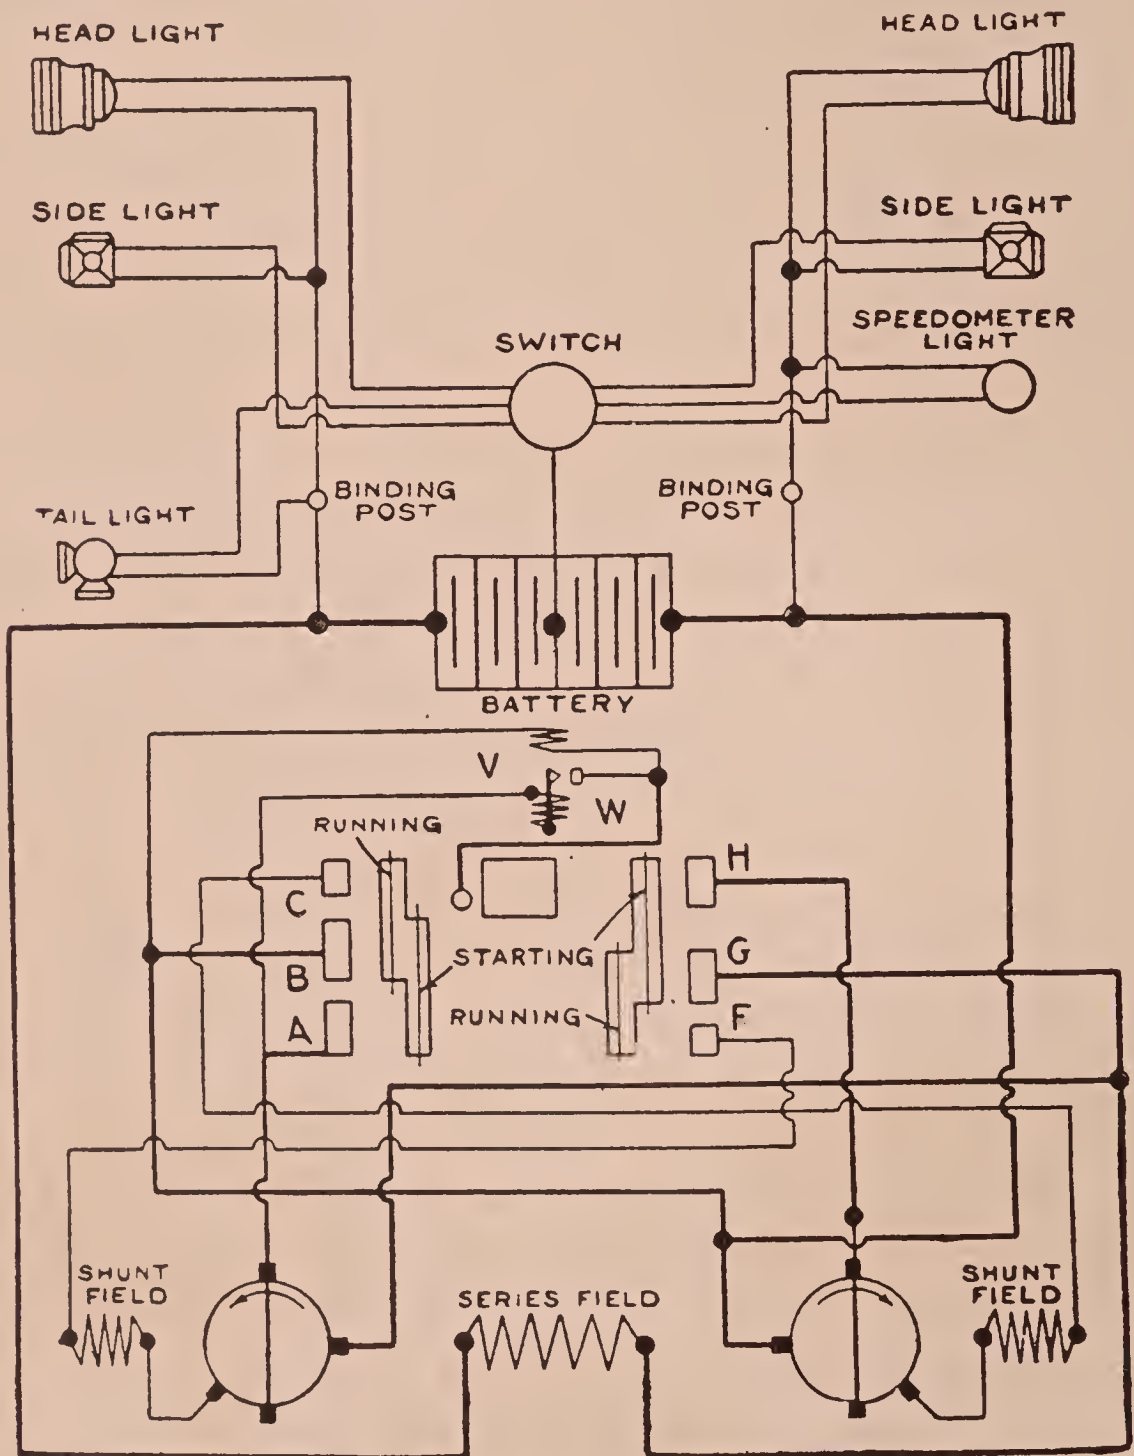 HEAD LIGHT
HEAD LIGHT
SIDE LIGHT
SIDE LIGHT
SPEEDOMETER
LIGHT
SWITCH
BINDING
POST
BINDING
POST
TAIL LIGHT
BATTERY
V
W
RUNNING
H
C
STARTING
G
B
RUNNING
F
A
SHUNT
FIELD
SERIES FIELD
SHUNT
FIELD